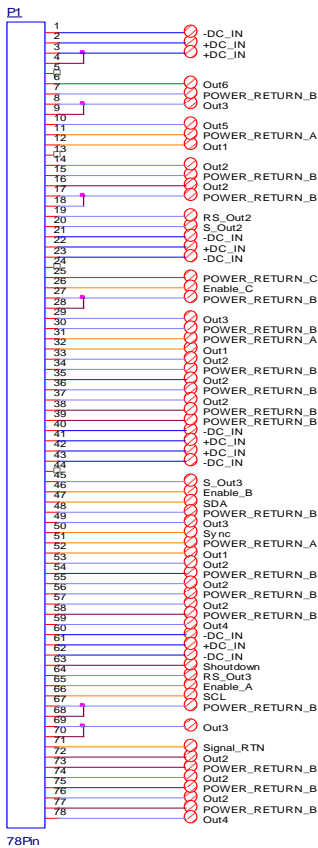 P1
1 -DC_IN
2 +DC_IN
3 +DC_IN
4
5
6 Out6
7 POWER_RETURN_B
8 Out3
9
10 Out5
11 POWER_RETURN_A
12 Out1
13
14 Out2
15 POWER_RETURN_B
16 Out2
17 POWER_RETURN_B
18
19 RS_Out2
20 S_Out2
21 -DC_IN
22 +DC_IN
23 -DC_IN
24
25 POWER_RETURN_C
26 Enable_C
27 POWER_RETURN_B
28
29 Out3
30 POWER_RETURN_B
31 POWER_RETURN_A
32 Out1
33 Out2
34 POWER_RETURN_B
35 Out2
36 POWER_RETURN_B
37 Out2
38 POWER_RETURN_B
39 POWER_RETURN_B
40 -DC_IN
41 +DC_IN
42 +DC_IN
43 -DC_IN
44
45 S_Out3
46 Enable_B
47 SDA
48 POWER_RETURN_B
49 Out3
50 Sync
51 POWER_RETURN_A
52 Out1
53 Out2
54 POWER_RETURN_B
55 Out2
56 POWER_RETURN_B
57 Out2
58 POWER_RETURN_B
59 Out4
60 -DC_IN
61 +DC_IN
62 -DC_IN
63 Shoutdown
64 RS_Out3
65 Enable_A
66 SCL
67 POWER_RETURN_B
68
69 Out3
70
71 Signal_RTN
72 Out2
73 POWER_RETURN_B
74 Out2
75 POWER_RETURN_B
76 Out2
77 POWER_RETURN_B
78 Out4
78Pin